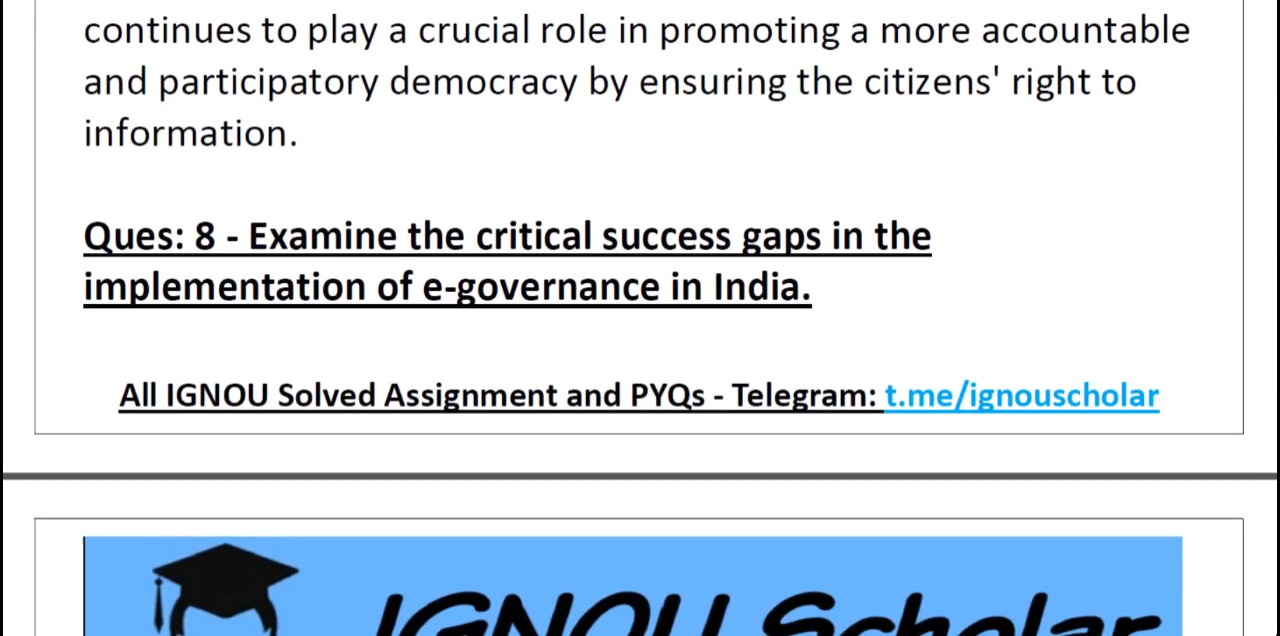 continues to play a crucial role in promoting a more accountable
and participatory democracy by ensuring the citizens' right to
information.
Ques: 8 - Examine the critical success gaps in the
implementation of e-governance in India.
All IGNOU Solved Assignment and PYQs - Telegram: t.me/ignouscholar
IGNOU Scholar